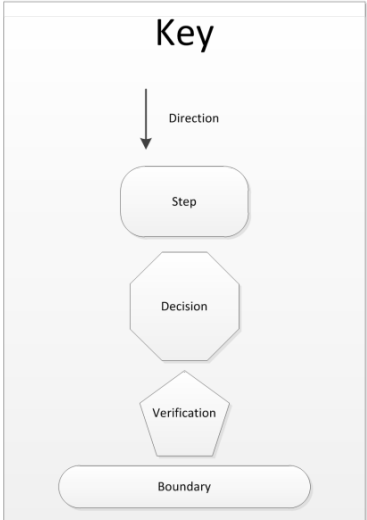 Key
Direction
Step
Decision
Verification
Boundary